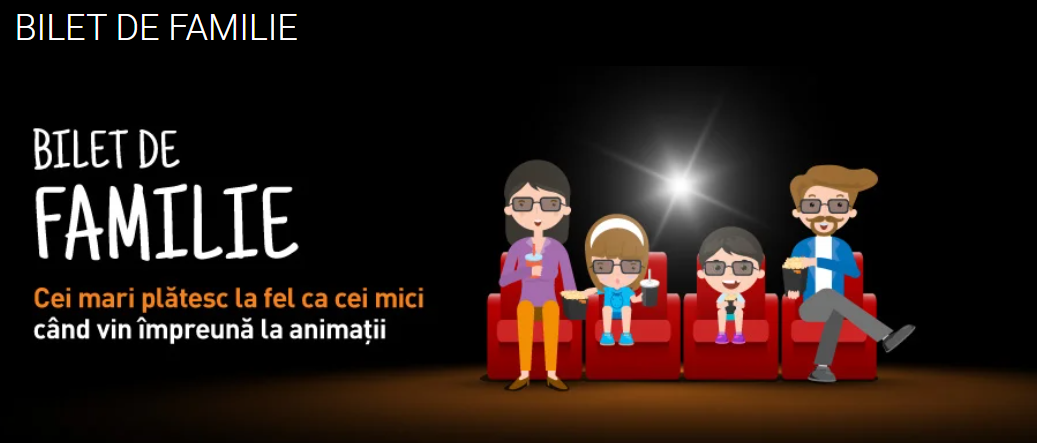 BILET DE FAMILIE
BILET DE
FAMILIE
Cei mari plătesc la fel ca cei mici
când vin împreună la animații